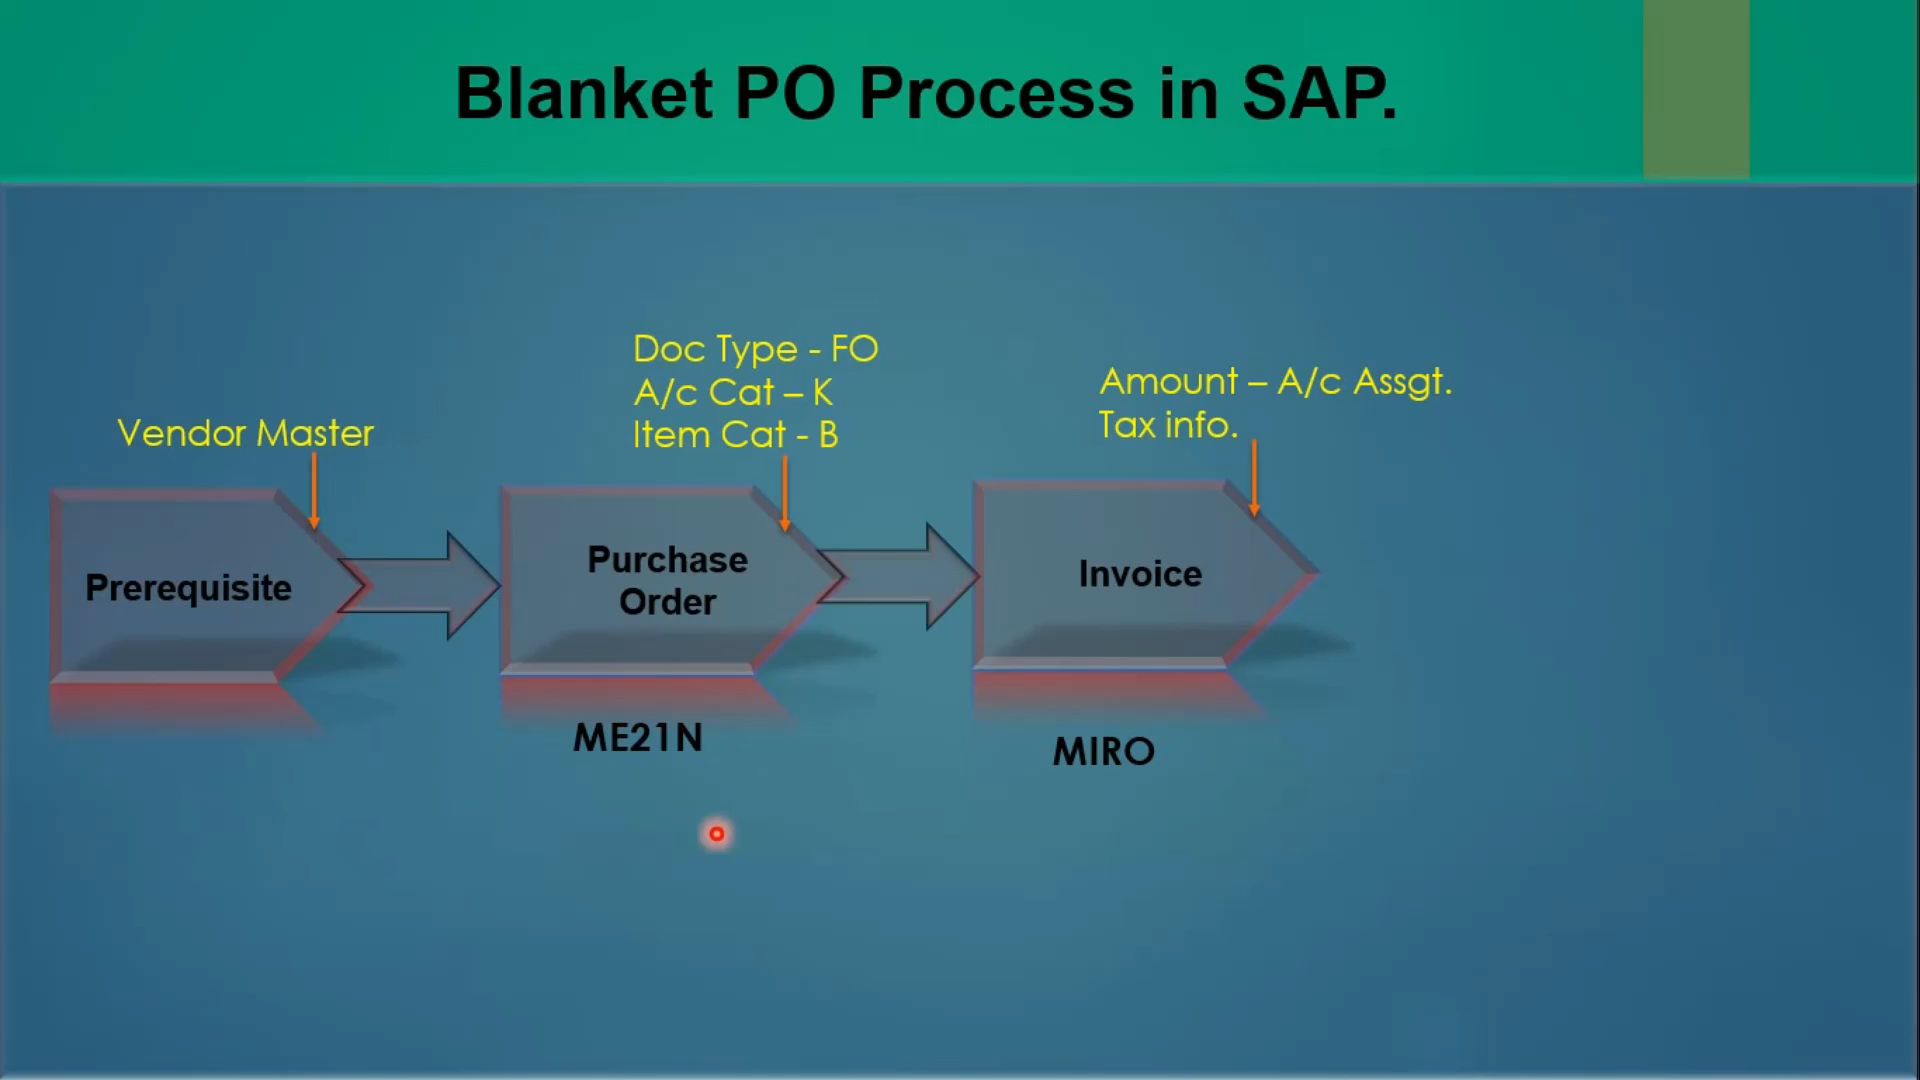 Blanket PO Process in SAP.
Vendor Master
Doc Type - FO
A/c Cat – K
Item Cat - B
Amount – A/c Assgt.
Tax info.
Prerequisite
Purchase
Order
Invoice
ME21N
MIRO